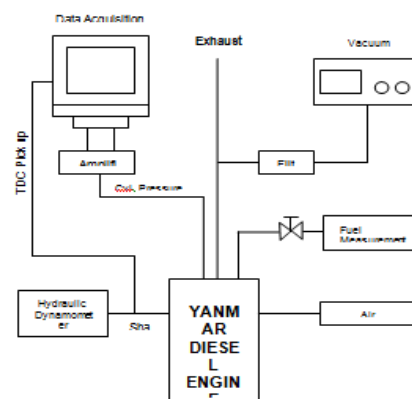 Data Acquisition
Exhaust
Vacuum
TDC Pick up
Amplifi
Filt
Cyl. Pressure
Fuel
Measurement
Hydraulic
Dynamomet
er
Sha
Air
YANM
AR
DIESE
L
ENGIN
E